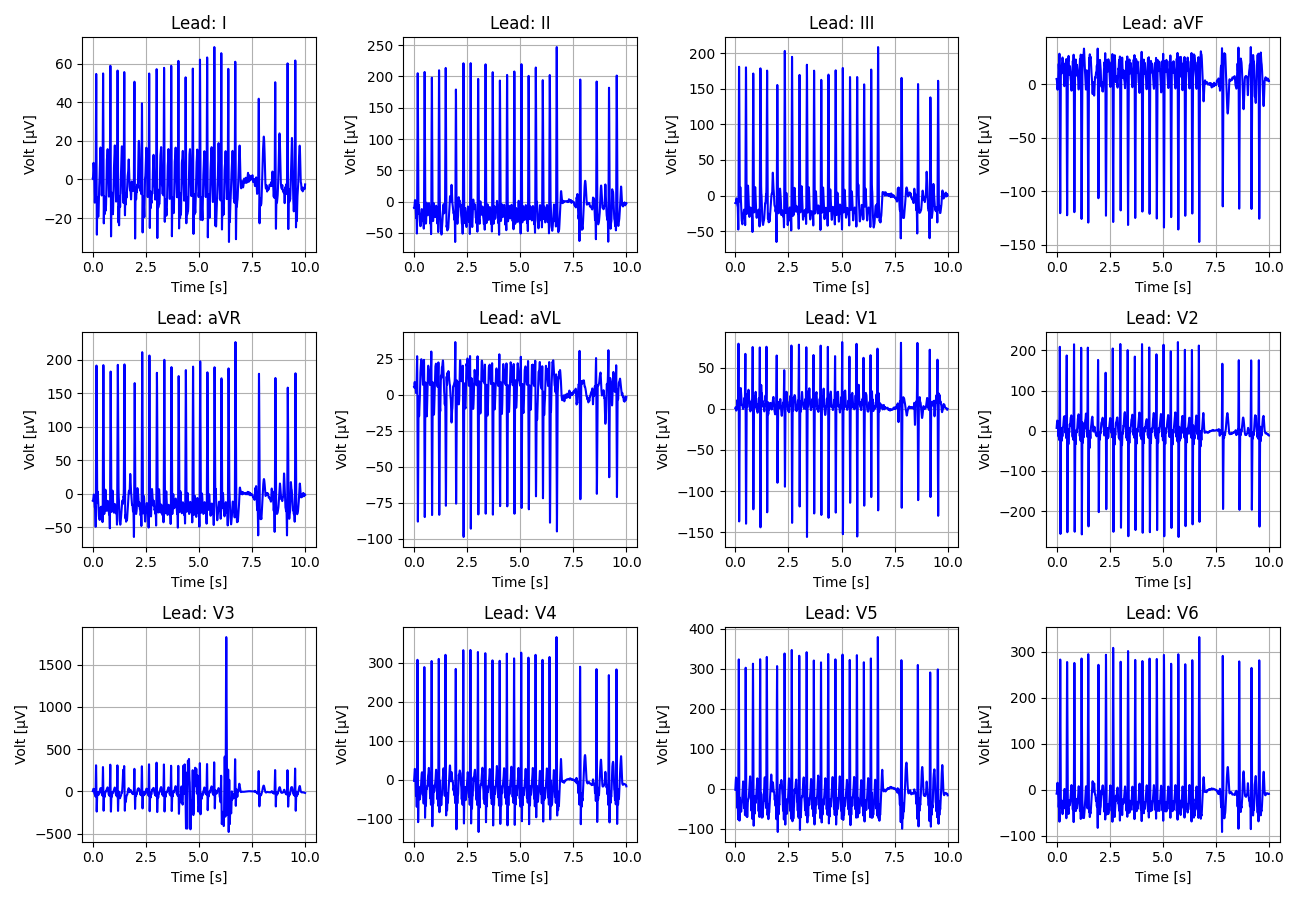 Lead: I
Lead: II
Lead: III
Lead: aVF
Volt [µV]
60
40
20
0
−20
0.0 2.5 5.0 7.5 10.0
Time [s]
Volt [µV]
250
200
150
100
50
0
−50
0.0 2.5 5.0 7.5 10.0
Time [s]
Volt [µV]
200
150
100
50
0
−50
0.0 2.5 5.0 7.5 10.0
Time [s]
Volt [µV]
0
−50
−100
−150
0.0 2.5 5.0 7.5 10.0
Time [s]
Lead: aVR
Lead: aVL
Lead: V1
Lead: V2
Volt [µV]
200
150
100
50
0
−50
0.0 2.5 5.0 7.5 10.0
Time [s]
Volt [µV]
25
0
−25
−50
−75
−100
0.0 2.5 5.0 7.5 10.0
Time [s]
Volt [µV]
50
0
−50
−100
−150
0.0 2.5 5.0 7.5 10.0
Time [s]
Volt [µV]
200
100
0
−100
−200
0.0 2.5 5.0 7.5 10.0
Time [s]
Lead: V3
Lead: V4
Lead: V5
Lead: V6
Volt [µV]
1500
1000
500
0
−500
0.0 2.5 5.0 7.5 10.0
Time [s]
Volt [µV]
300
200
100
0
−100
0.0 2.5 5.0 7.5 10.0
Time [s]
Volt [µV]
400
300
200
100
0
−100
0.0 2.5 5.0 7.5 10.0
Time [s]
Volt [µV]
300
200
100
0
−100
0.0 2.5 5.0 7.5 10.0
Time [s]